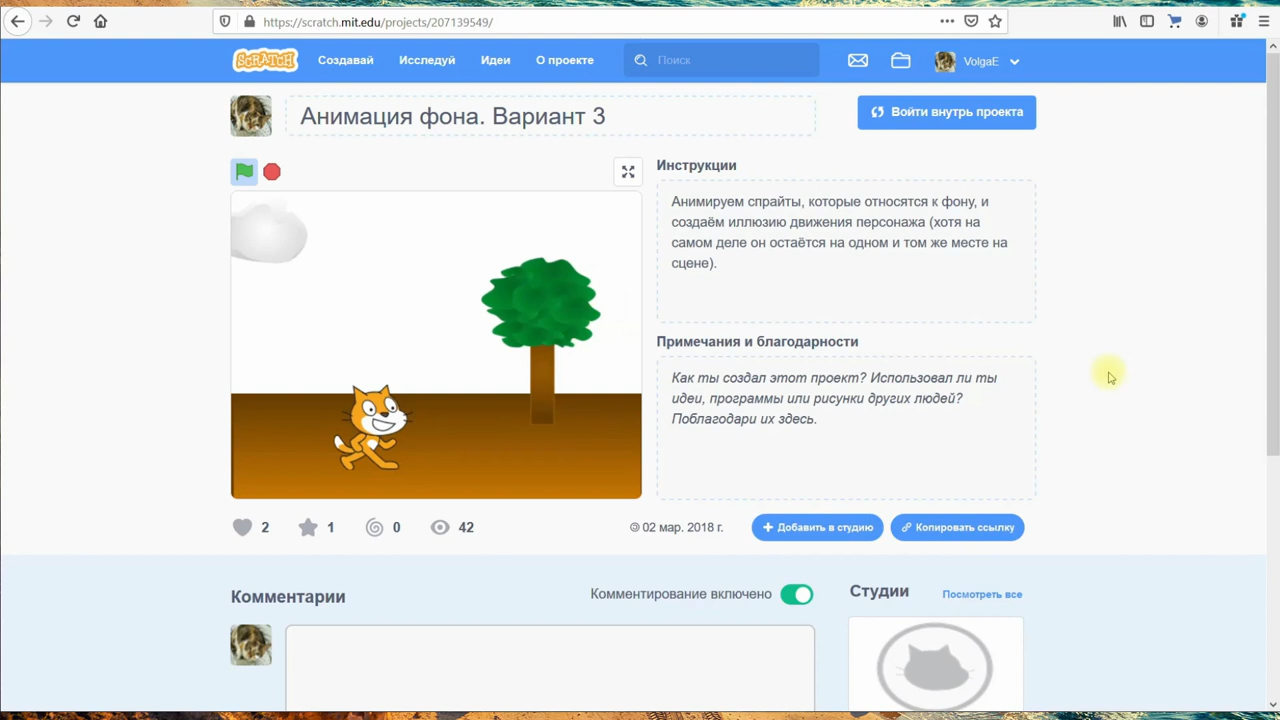 https://scratch.mit.edu/projects/207139549/
SCRATCH
Создавай
Исследуй
Идеи
О проекте
Поиск
VolgaE
Анимация фона. Вариант 3
Войти внутрь проекта
Инструкции
Анимируем спрайты, которые относятся к фону, и
создаём иллюзию движения персонажа (хотя на
самом деле он остаётся на одном и том же месте на
сцене).
Примечания и благодарности
Как ты создал этот проект? Использовал ли ты
идеи, программы или рисунки других людей?
Поблагодари их здесь.
2
1
0
42
02 мар. 2018 г.
Добавить в студию
Копировать ссылку
Комментарии
Комментирование включено
Студии
Посмотреть все